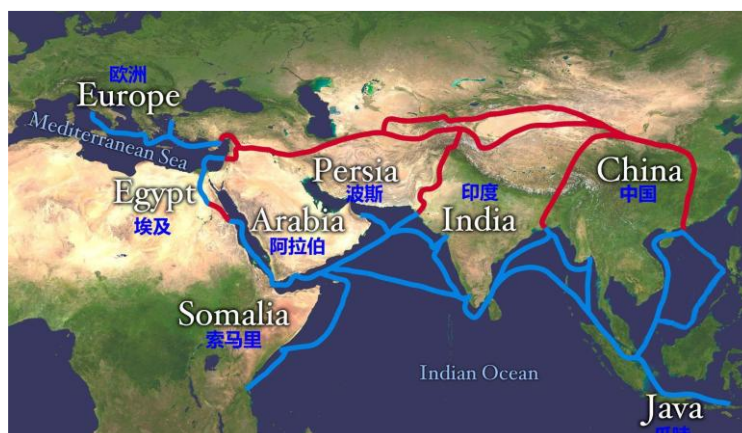 欧洲
Europe
Mediterranean Sea
Egypt
埃及
Arabia
阿拉伯
Persia
波斯
印度
India
China
中国
Somalia
索马里
Indian Ocean
Java